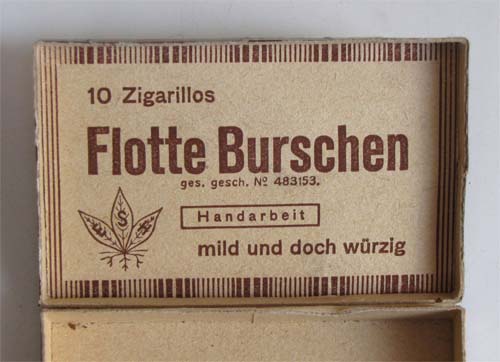 10 Zigarillos
Flotte Burschen
ges. gesch. No 483153.
Handarbeit
mild und doch würzig